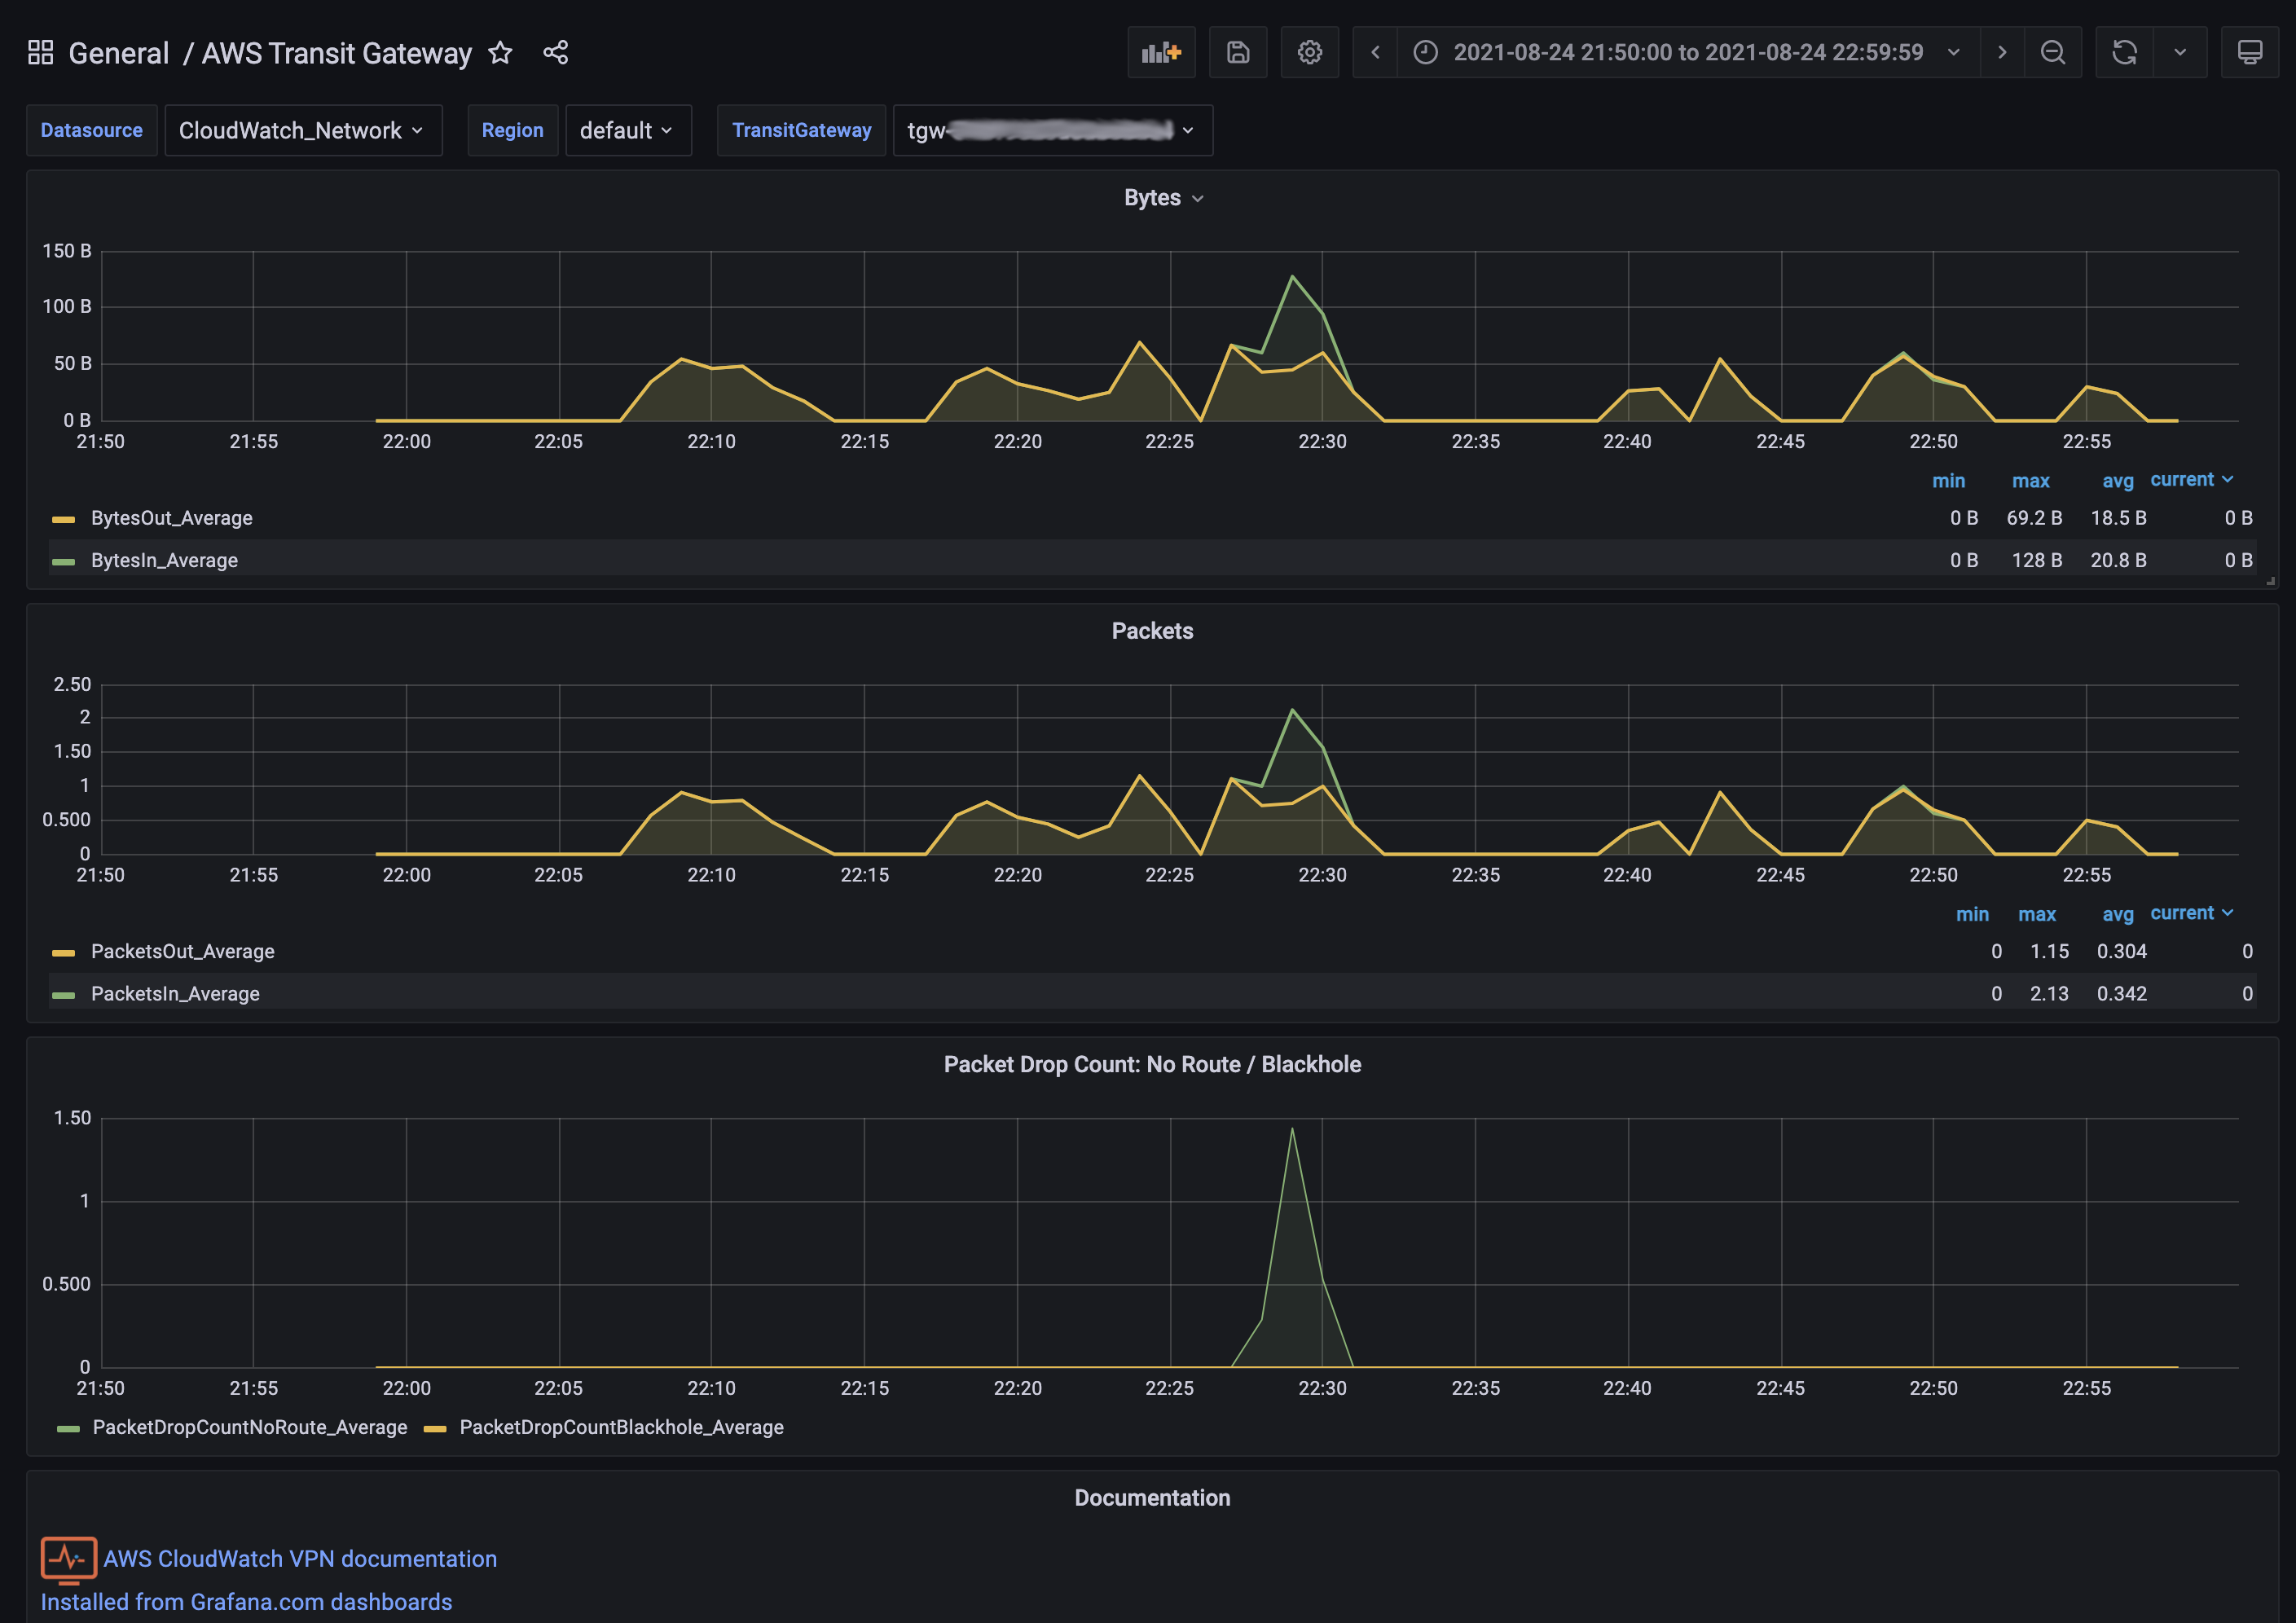 General / AWS Transit Gateway
2021-08-24 21:50:00 to 2021-08-24 22:59:59
Datasource CloudWatch_Network Region default TransitGateway tgw-
Bytes
150 B
100 B
50 B
0 B
21:50 21:55 22:00 22:05 22:10 22:15 22:20 22:25 22:30 22:35 22:40 22:45 22:50 22:55
min max avg current
BytesOut_Average 0 B 69.2 B 18.5 B 0 B
BytesIn_Average 0 B 128 B 20.8 B 0 B
Packets
2.50
2
1.50
1
0.500
0
21:50 21:55 22:00 22:05 22:10 22:15 22:20 22:25 22:30 22:35 22:40 22:45 22:50 22:55
min max avg current
PacketsOut_Average 0 1.15 0.304 0
PacketsIn_Average 0 2.13 0.342 0
Packet Drop Count: No Route / Blackhole
1.50
1
0.500
0
21:50 21:55 22:00 22:05 22:10 22:15 22:20 22:25 22:30 22:35 22:40 22:45 22:50 22:55
PacketDropCountNoRoute_Average PacketDropCountBlackhole_Average
Documentation
AWS CloudWatch VPN documentation
Installed from Grafana.com dashboards